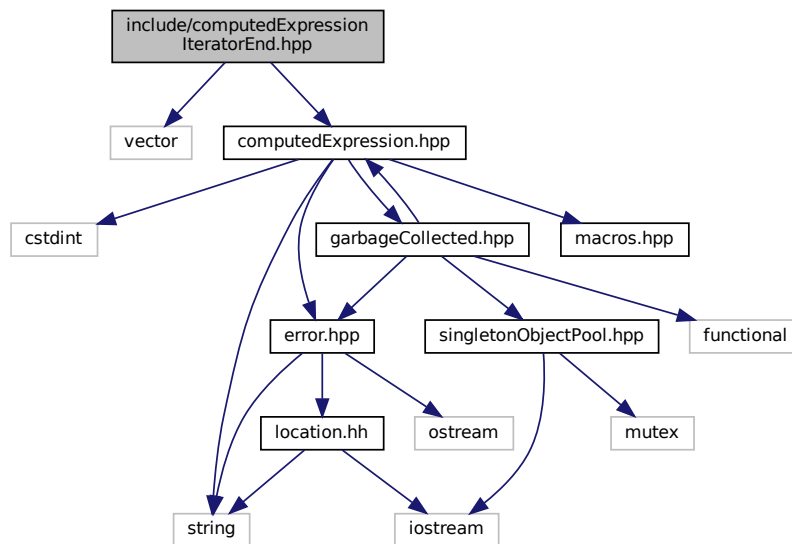 include/computedExpression
IteratorEnd.hpp
vector
computedExpression.hpp
cstdint
garbageCollected.hpp
macros.hpp
error.hpp
singletonObjectPool.hpp
functional
location.hh
ostream
mutex
string
iostream